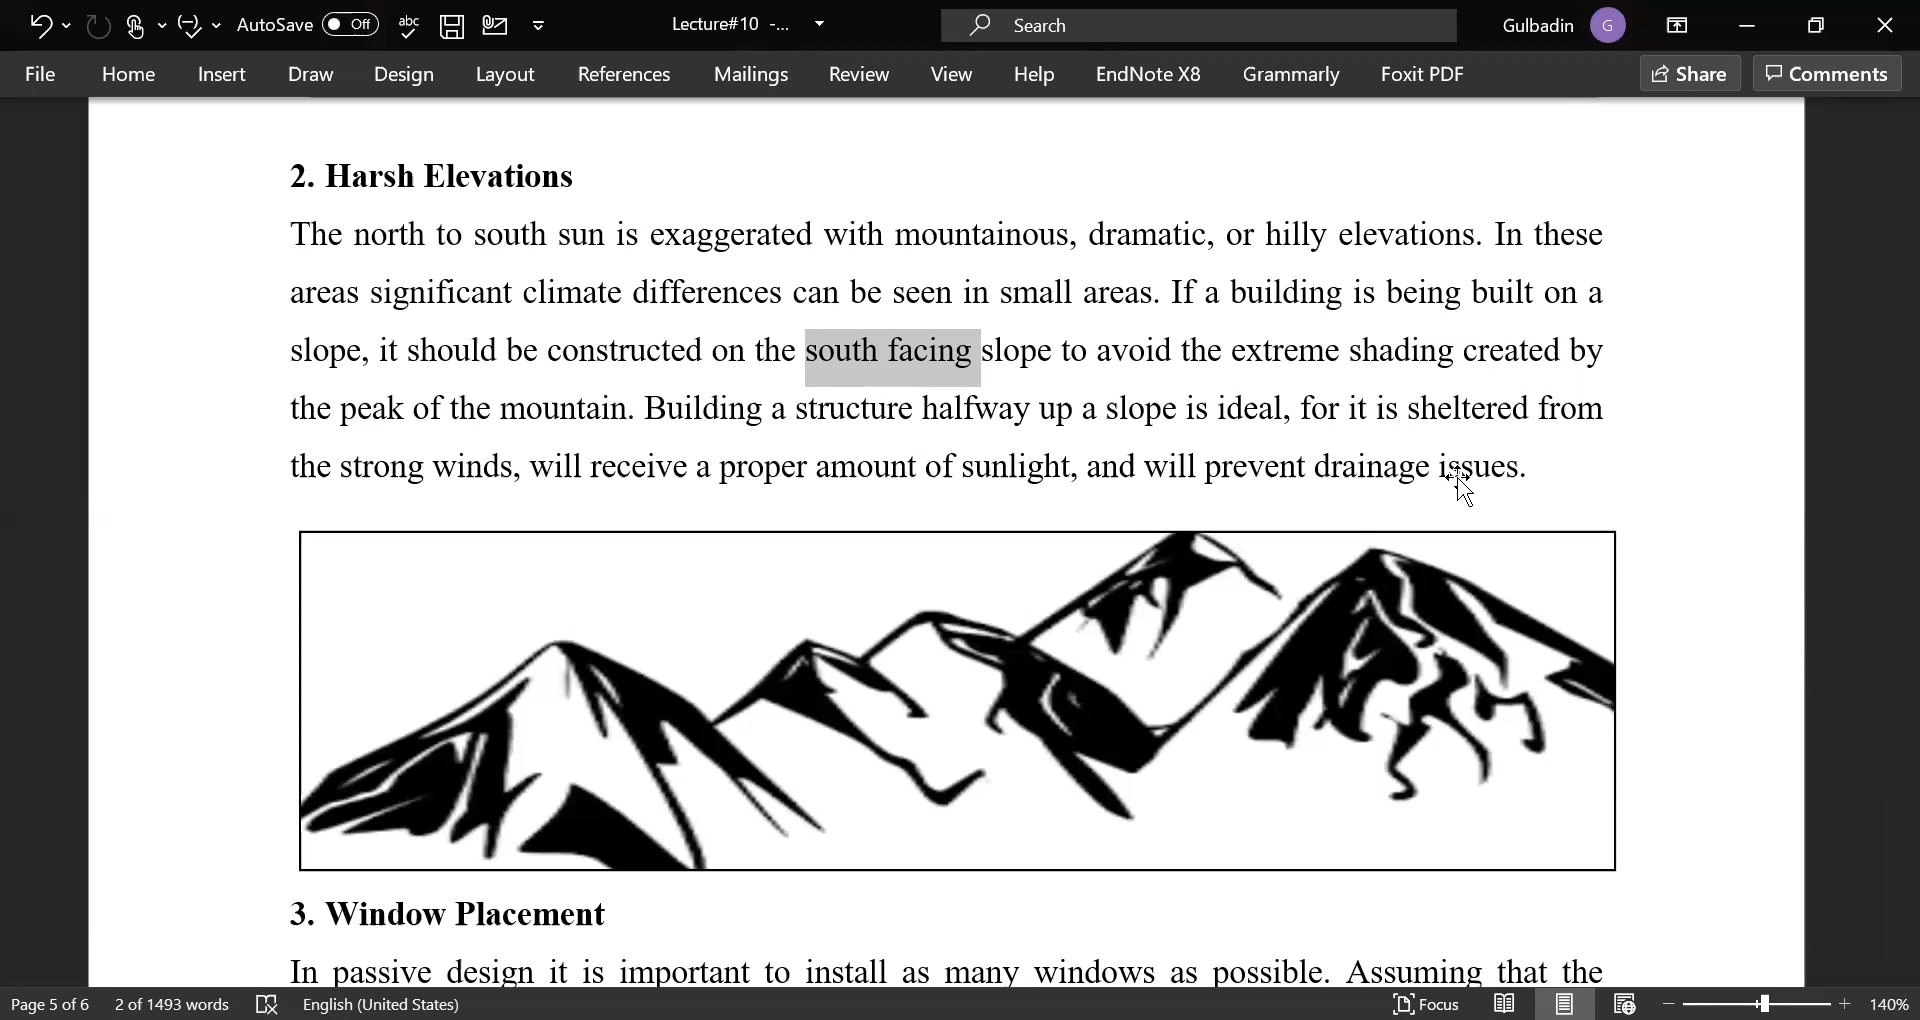 AutoSave Off abc Lecture#10 -... Search Gulbadin G
File Home Insert Draw Design Layout References Mailings Review View Help EndNote X8 Grammarly Foxit PDF Share Comments
2. Harsh Elevations
The north to south sun is exaggerated with mountainous, dramatic, or hilly elevations. In these
areas significant climate differences can be seen in small areas. If a building is being built on a
slope, it should be constructed on the south facing slope to avoid the extreme shading created by
the peak of the mountain. Building a structure halfway up a slope is ideal, for it is sheltered from
the strong winds, will receive a proper amount of sunlight, and will prevent drainage issues.
3. Window Placement
In passive design it is important to install as many windows as possible. Assuming that the
Page 5 of 6 2 of 1493 words English (United States) Focus 140%